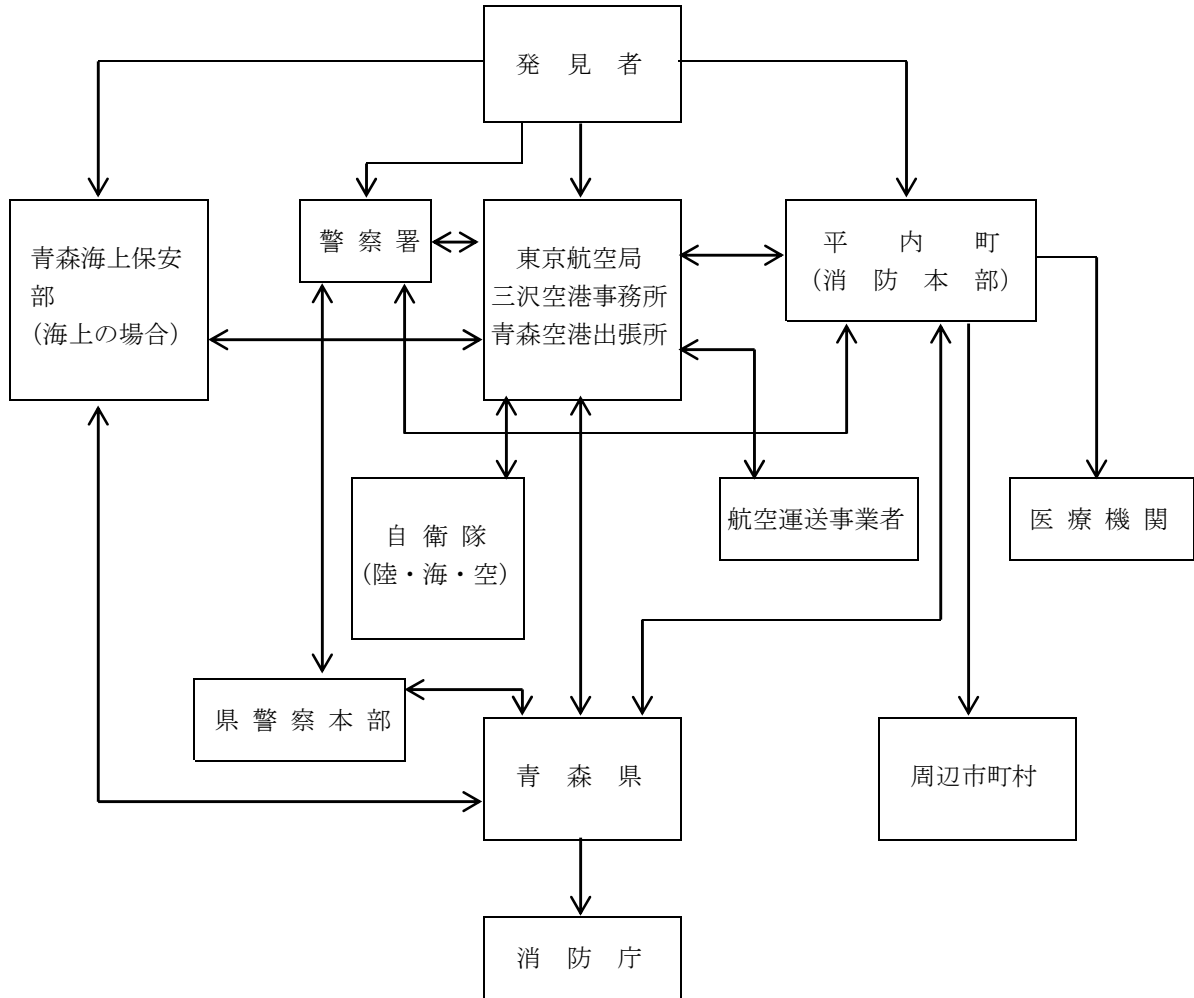 発見者
青森海上保安
部
（海上の場合）
警察署
東京航空局
三沢空港事務所
青森空港出張所
平内町
（消防本部）
自衛隊
（陸・海・空）
航空運送事業者
医療機関
県警察本部
青森県
周辺市町村
消防庁